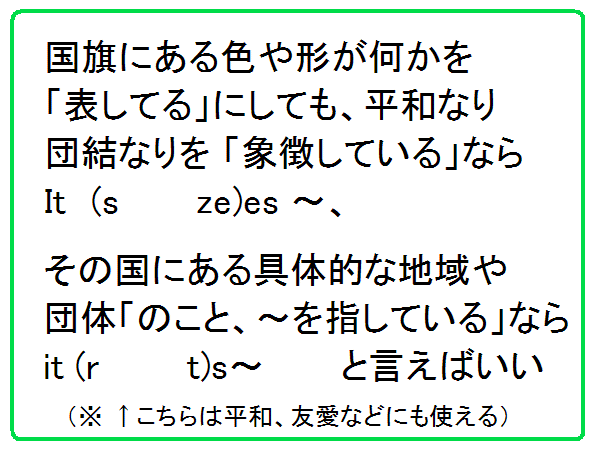 国旗にある色や形が何かを
「表してる」にしても、平和なり
団結なりを「象徴している」なら
It (s ze)es ～、
その国にある具体的な地域や
団体「のこと、～を指している」なら
it (r t)s～ と言えばいい
（※ ↑こちらは平和、友愛などにも使える）